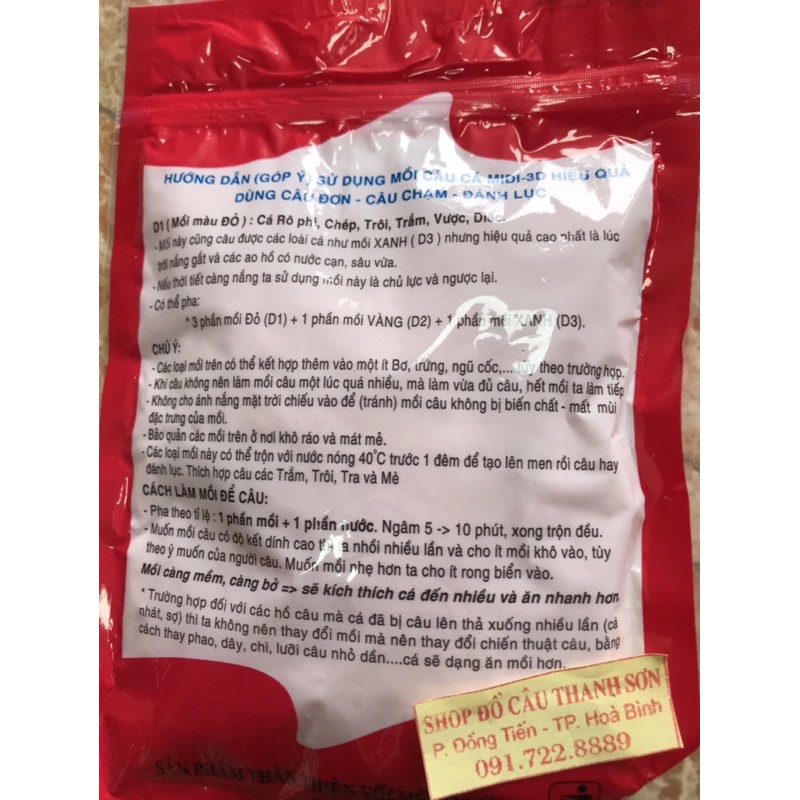 HƯỚNG DẪN (GÓP Ý) SỬ DỤNG MỒI CÂU CÁ MIDI-3D HIỆU QUẢ
DÙNG CÂU ĐƠN - CÂU CHẠM - ĐÁNH LỤC
D1 ( Mồi màu ĐỎ ) : Cá Rô phi, Chép, Trôi, Trắm, Vược, Diếc.
- Mồi này cũng câu được các loài cá như mồi XANH ( D3 ) nhưng hiệu quả cao nhất là lúc
trời nắng gắt và các ao hồ có nước cạn, sâu vừa.
- Nếu thời tiết càng nắng ta sử dụng mồi này là chủ lực và ngược lại.
- Có thể pha:
* 3 phần mồi Đỏ (D1) + 1 phần mồi VÀNG (D2) + 1 phần mồi XANH (D3).
CHÚ Ý:
- Các loại mồi trên có thể kết hợp thêm vào một ít Bơ, trứng, ngũ cốc,... tùy theo trường hợp.
- Khi câu không nên làm mồi câu một lúc quá nhiều, mà làm vừa đủ câu, hết mồi ta làm tiếp
- Không cho ánh nắng mặt trời chiếu vào để (tránh) mồi câu không bị biến chất - mất mùi
đặc trưng của mồi.
- Bảo quản các mồi trên ở nơi khô ráo và mát mẻ.
- Các loại mồi này có thể trộn với nước nóng 40°C trước 1 đêm để tạo lên men rồi câu hay
đánh lục. Thích hợp câu các Trắm, Trôi, Tra và Mè
CÁCH LÀM MỒI ĐỂ CÂU:
- Pha theo tỉ lệ : 1 phần mồi + 1 phần nước. Ngâm 5 -> 10 phút, xong trộn đều.
- Muốn mồi câu có độ kết dính cao thì ta nhồi nhiều lần và cho ít mồi khô vào, tùy
theo ý muốn của người câu. Muốn mồi nhẹ hơn ta cho ít rong biển vào.
Mồi càng mềm, càng bở => sẽ kích thích cá đến nhiều và ăn nhanh hơn.
* Trường hợp đối với các hồ câu mà cá đã bị câu lên thả xuống nhiều lần (cá
nhát, sợ) thì ta không nên thay đổi mồi mà nên thay đổi chiến thuật câu, bằng
cách thay phao, dây, chì, lưỡi câu nhỏ dần....cá sẽ dạng ăn mồi hơn.
SHOP ĐỒ CÂU THANH SƠN
P. Đồng Tiến - TP. Hoà Bình
091.722.8889
SẢN PHẨM THÂN THIỆN VỚI